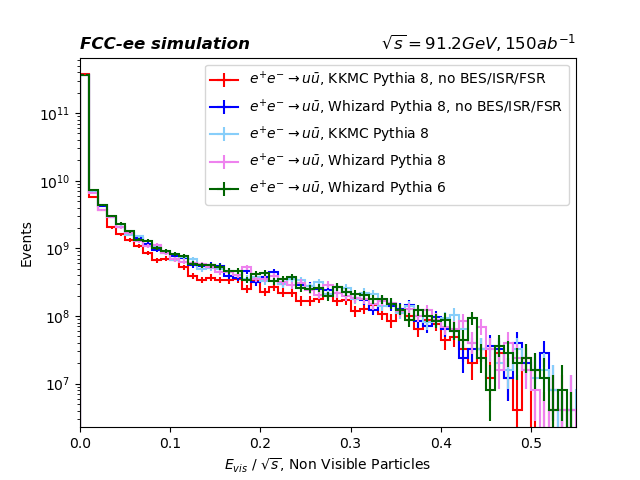 FCC-ee simulation
√s = 91.2GeV, 150ab⁻¹
e⁺e⁻ → uū, KKMC Pythia 8, no BES/ISR/FSR
e⁺e⁻ → uū, Whizard Pythia 8, no BES/ISR/FSR
e⁺e⁻ → uū, KKMC Pythia 8
e⁺e⁻ → uū, Whizard Pythia 8
e⁺e⁻ → uū, Whizard Pythia 6
Events
10¹¹
10¹⁰
10⁹
10⁸
10⁷
0.0 0.1 0.2 0.3 0.4 0.5
E_vis / √s, Non Visible Particles